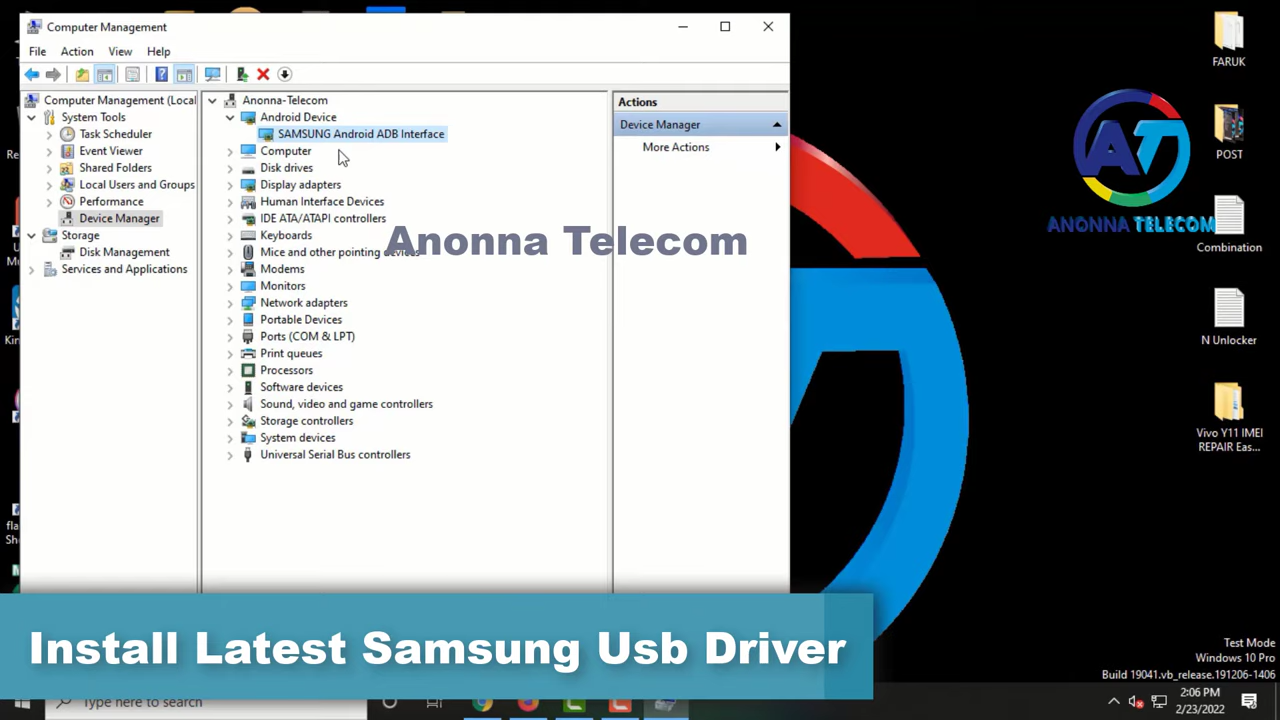 Computer Management
File Action View Help
Computer Management (Local
System Tools
Task Scheduler
Event Viewer
Shared Folders
Local Users and Groups
Performance
Device Manager
Storage
Disk Management
Services and Applications
Anonna-Telecom
Android Device
SAMSUNG Android ADB Interface
Computer
Disk drives
Display adapters
Human Interface Devices
IDE ATA/ATAPI controllers
Keyboards
Mice and other pointing devices
Modems
Monitors
Network adapters
Portable Devices
Ports (COM & LPT)
Print queues
Processors
Software devices
Sound, video and game controllers
Storage controllers
System devices
Universal Serial Bus controllers
Actions
Device Manager
More Actions
Anonna Telecom
AT
ANONNA TELECOM
FARUK
POST
Combination
N Unlocker
Vivo Y11 IMEI
REPAIR Eas...
Install Latest Samsung Usb Driver
Test Mode
Windows 10 Pro
Build 19041.vb_release.191206-1406
Type here to search
2:06 PM
2/23/2022